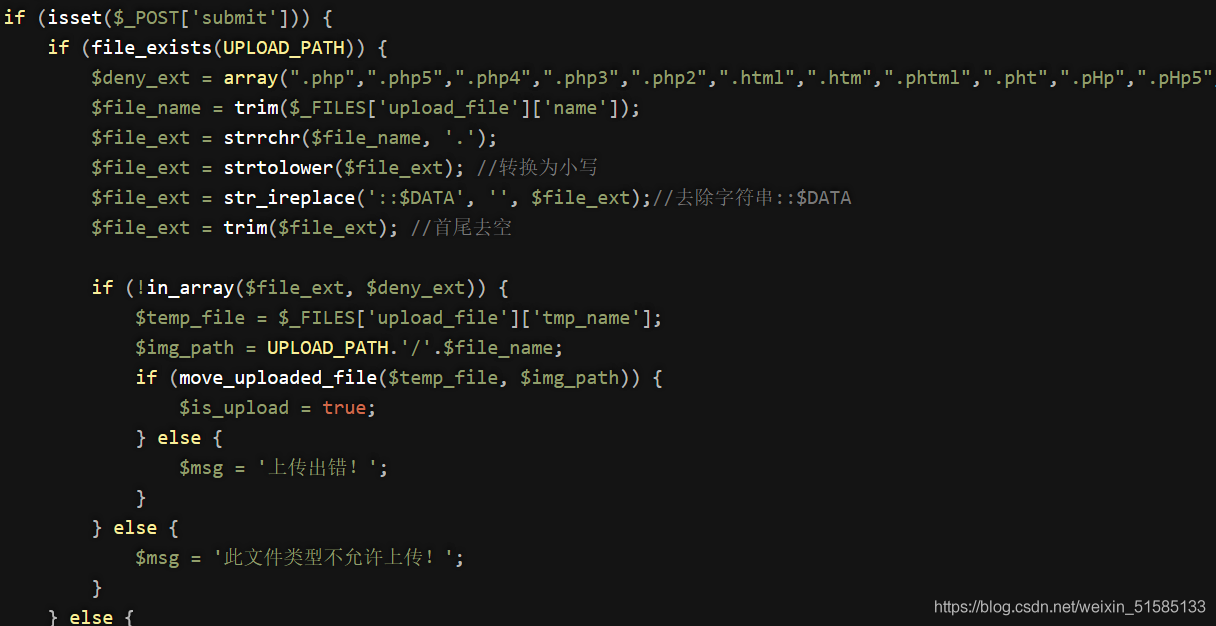 if (isset($_POST['submit'])) {
    if (file_exists(UPLOAD_PATH)) {
        $deny_ext = array(".php",".php5",".php4",".php3",".php2",".html",".htm",".phtml",".pht",".pHp",".pHp5",
        $file_name = trim($_FILES['upload_file']['name']);
        $file_ext = strrchr($file_name, '.');
        $file_ext = strtolower($file_ext); //转换为小写
        $file_ext = str_ireplace('::$DATA', '', $file_ext);//去除字符串::$DATA
        $file_ext = trim($file_ext); //首尾去空
        if (!in_array($file_ext, $deny_ext)) {
            $temp_file = $_FILES['upload_file']['tmp_name'];
            $img_path = UPLOAD_PATH.'/'.$file_name;
            if (move_uploaded_file($temp_file, $img_path)) {
                $is_upload = true;
            } else {
                $msg = '上传出错！';
            }
        } else {
            $msg = '此文件类型不允许上传！';
        }
    } else {
https://blog.csdn.net/weixin_51585133